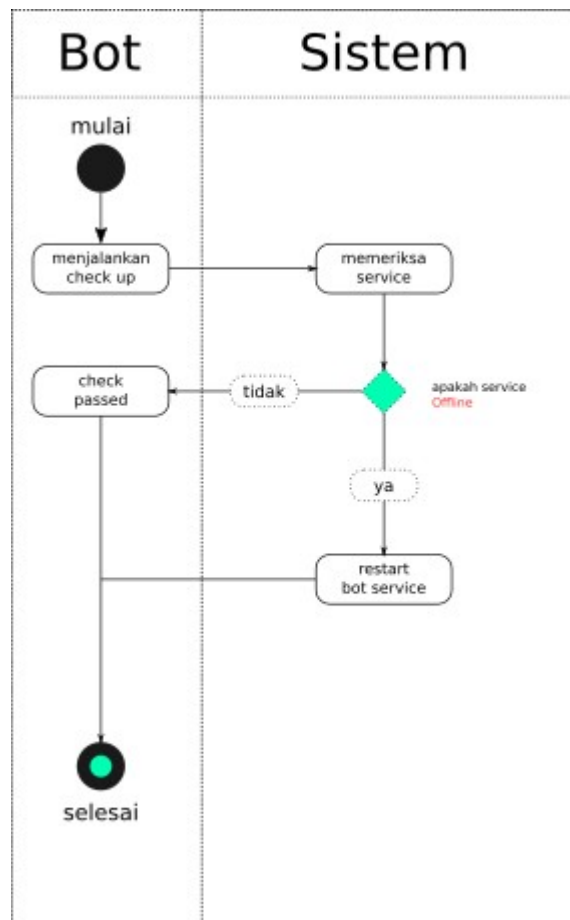 Bot
Sistem
mulai
menjalankan
check up
memeriksa
service
check
passed
tidak
apakah service
Offline
ya
restart
bot service
selesai